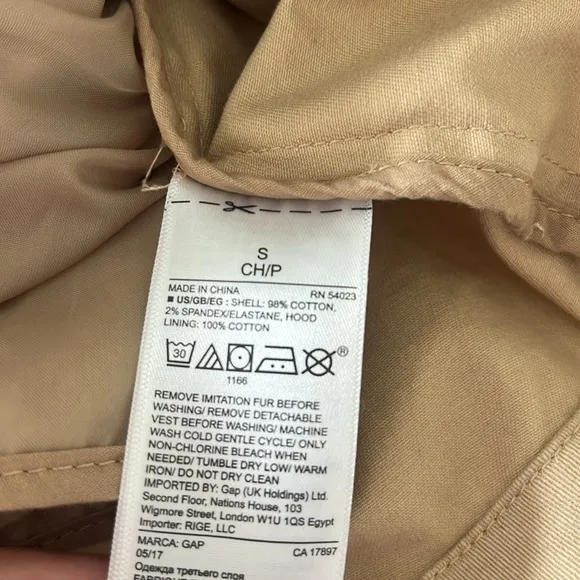 S
CH/P
MADE IN CHINA RN 54023
■ US/GB/EG : SHELL: 98% COTTON,
2% SPANDEX/ELASTANE, HOOD
LINING: 100% COTTON
30 ®
1166
REMOVE IMITATION FUR BEFORE
WASHING/ REMOVE DETACHABLE
VEST BEFORE WASHING/ MACHINE
WASH COLD GENTLE CYCLE/ ONLY
NON-CHLORINE BLEACH WHEN
NEEDED/ TUMBLE DRY LOW/ WARM
IRON/ DO NOT DRY CLEAN
IMPORTED BY: Gap (UK Holdings) Ltd.
Second Floor, Nations House, 103
Wigmore Street, London W1U 1QS Egypt
Importer: RIGE, LLC
MARCA: GAP CA 17897
05/17
Одежда третьего слоя